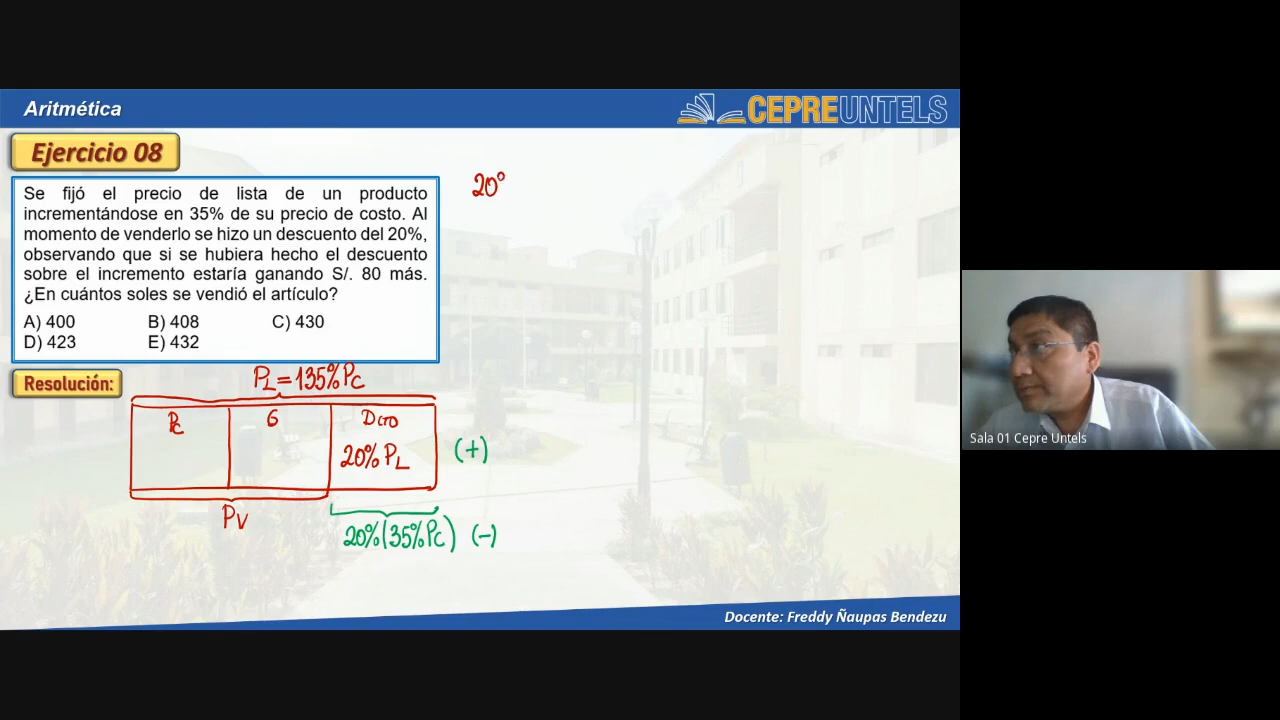 Aritmética
CEPREUNTELS
Ejercicio 08
Se fijó el precio de lista de un producto
incrementándose en 35% de su precio de costo. Al
momento de venderlo se hizo un descuento del 20%,
observando que si se hubiera hecho el descuento
sobre el incremento estaría ganando S/. 80 más.
¿En cuántos soles se vendió el artículo?
A) 400 B) 408 C) 430
D) 423 E) 432
20°
Resolución:
PL = 135% PC
PC G DCTO
20% PL (+)
PV
20%(35%PC) (-)
Docente: Freddy Ñaupas Bendezu
Sala 01 Cepre Untels